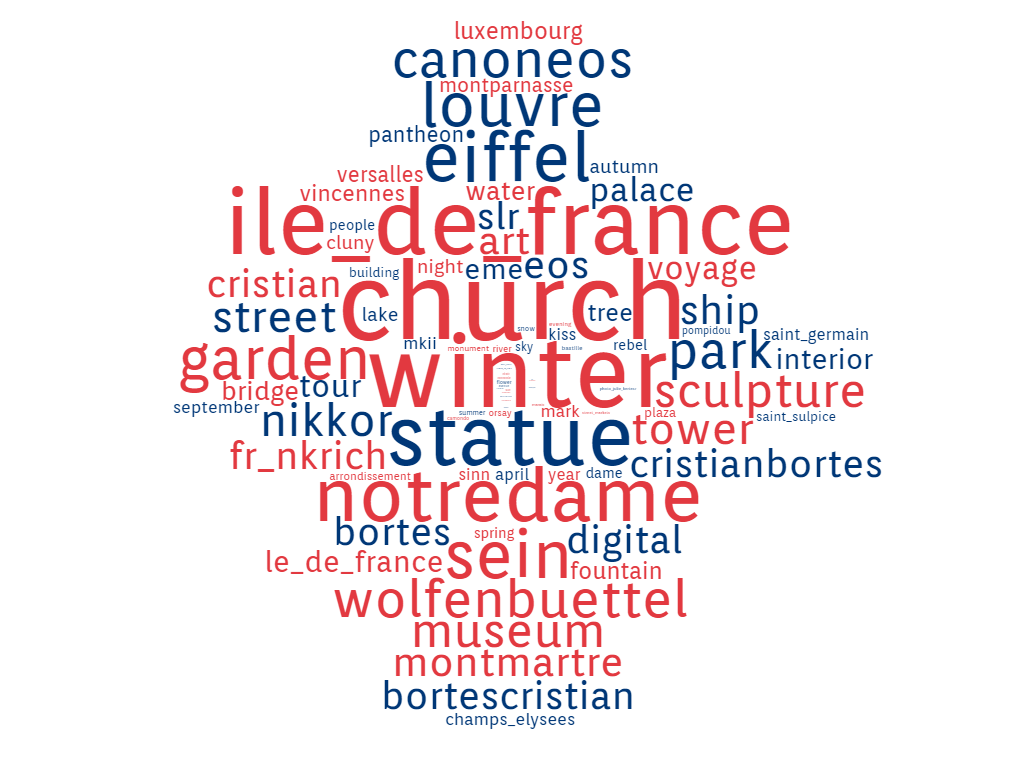 luxembourg
canoneos
montparnasse
louvre
pantheon
eiffel
autumn
versalles
vincennes
water
palace
ile_de_france
people
slr
cluny
art
building
night
eme
eos
voyage
cristian
church
street
lake
tree
ship
snow
evening
kiss
pompidou
saint_germain
mkii
monument
river
sky
bastille
rebel
garden
winter
park
interior
flower
bridge
tour
sculpture
september
nikkor
summer
orsay
mark
plaza
saint_sulpice
statue
tower
fr_nkrich
cristianbortes
arrondissement
sinn
april
year
dame
notredame
bortes
spring
digital
le_de_france
sein
fountain
wolfenbuettel
museum
montmartre
bortescristian
champs_elysees